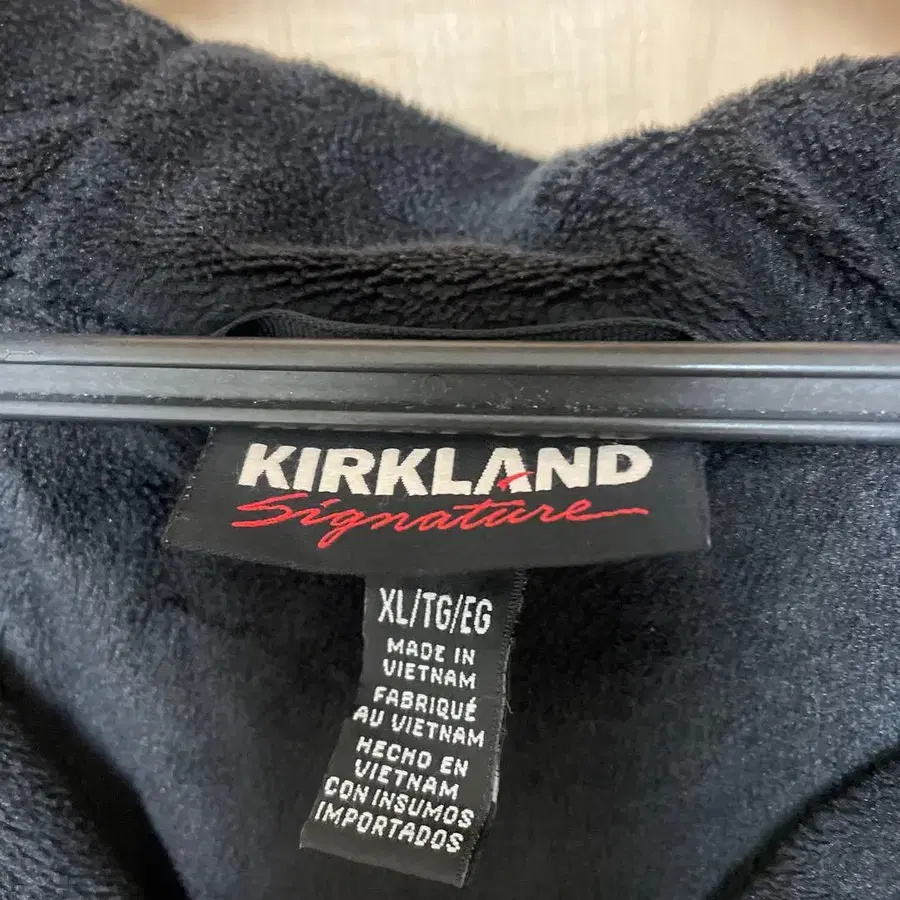 KIRKLAND
Signature
XL/TG/EG
MADE IN
VIETNAM
FABRIQUÉ
AU VIETNAM
HECHO EN
VIETNAM
CON INSUMOS
IMPORTADOS